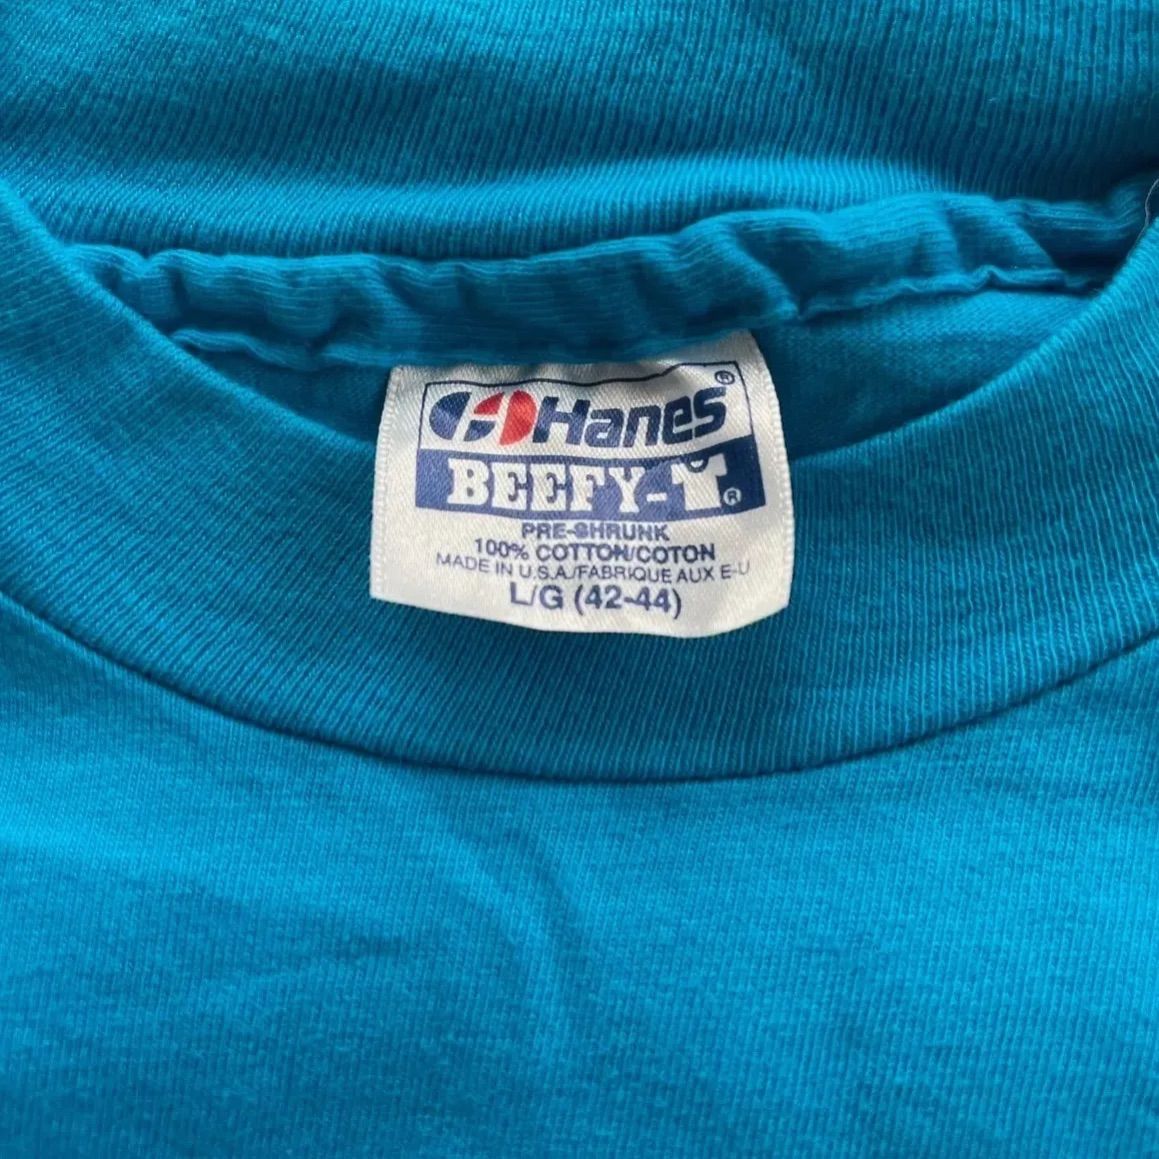 Hanes®
BEEFY-T®
PRE-SHRUNK
100% COTTON/COTON
MADE IN U.S.A./FABRIQUE AUX E-U
L/G (42-44)